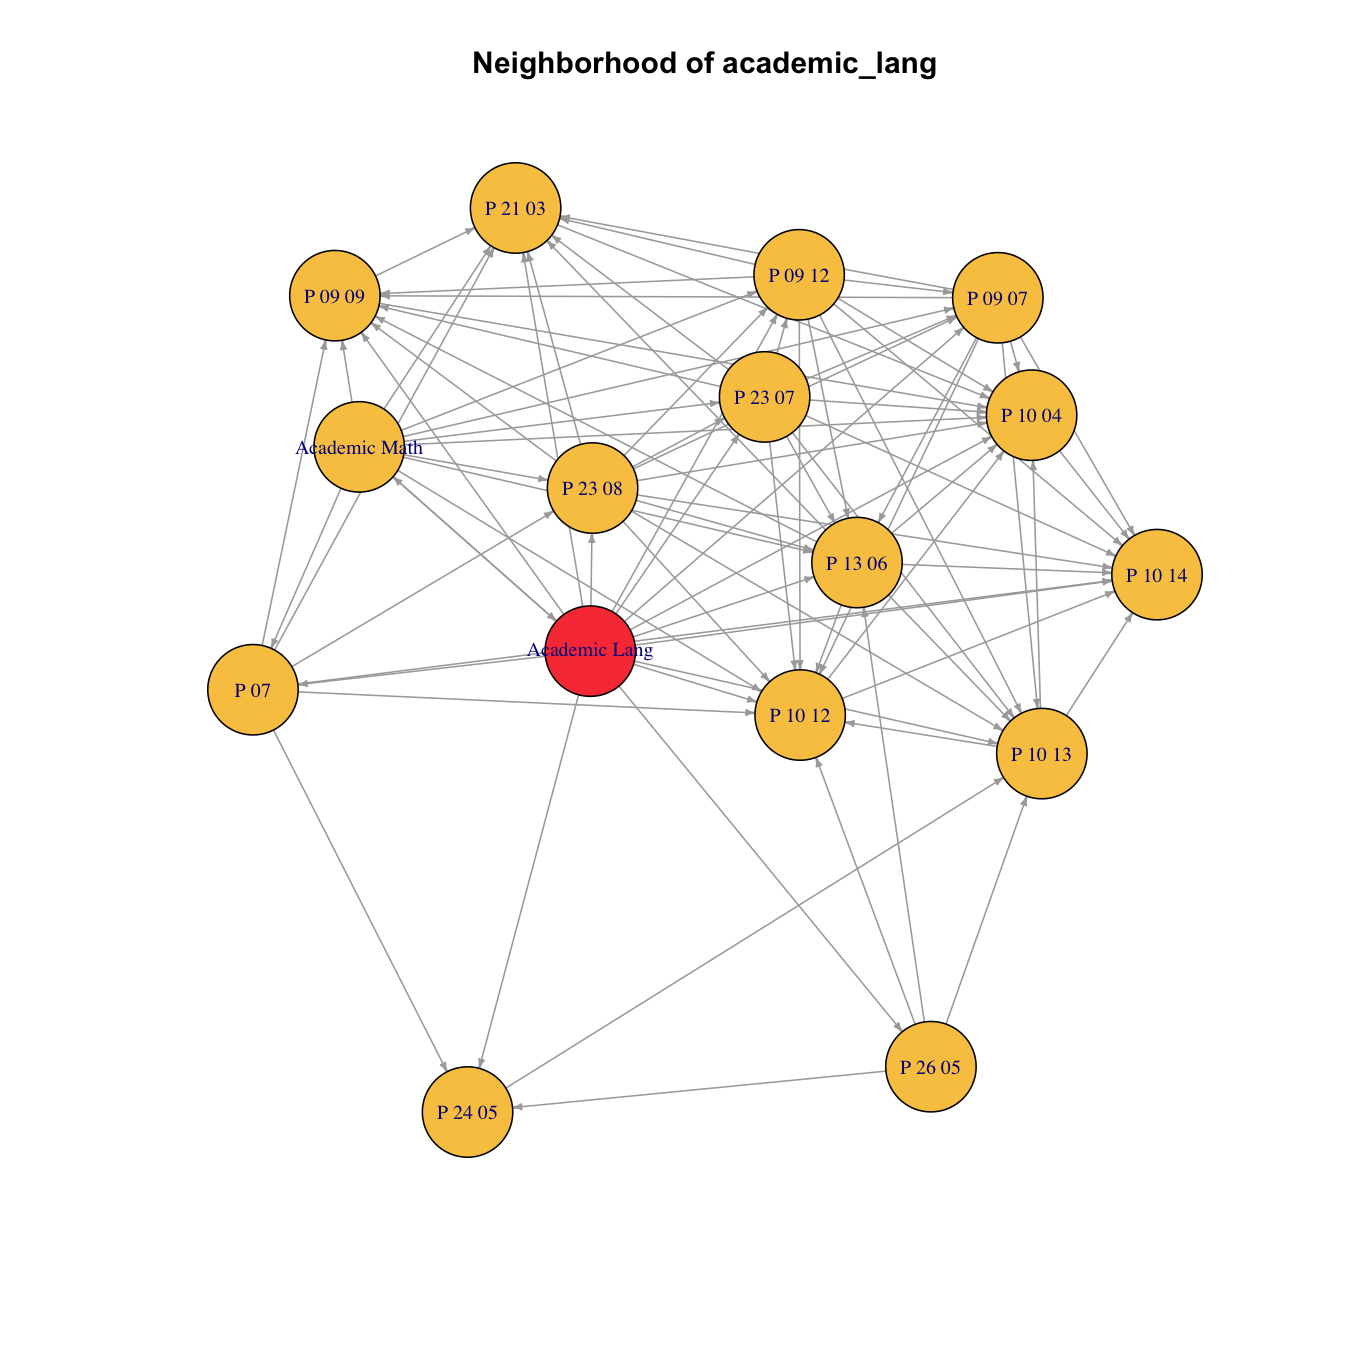 Neighborhood of academic_lang
P 21 03
P 09 12
P 09 09
P 09 07
P 23 07
P 10 04
Academic Math
P 23 08
P 13 06
P 10 14
Academic Lang
P 07
P 10 12
P 10 13
P 26 05
P 24 05